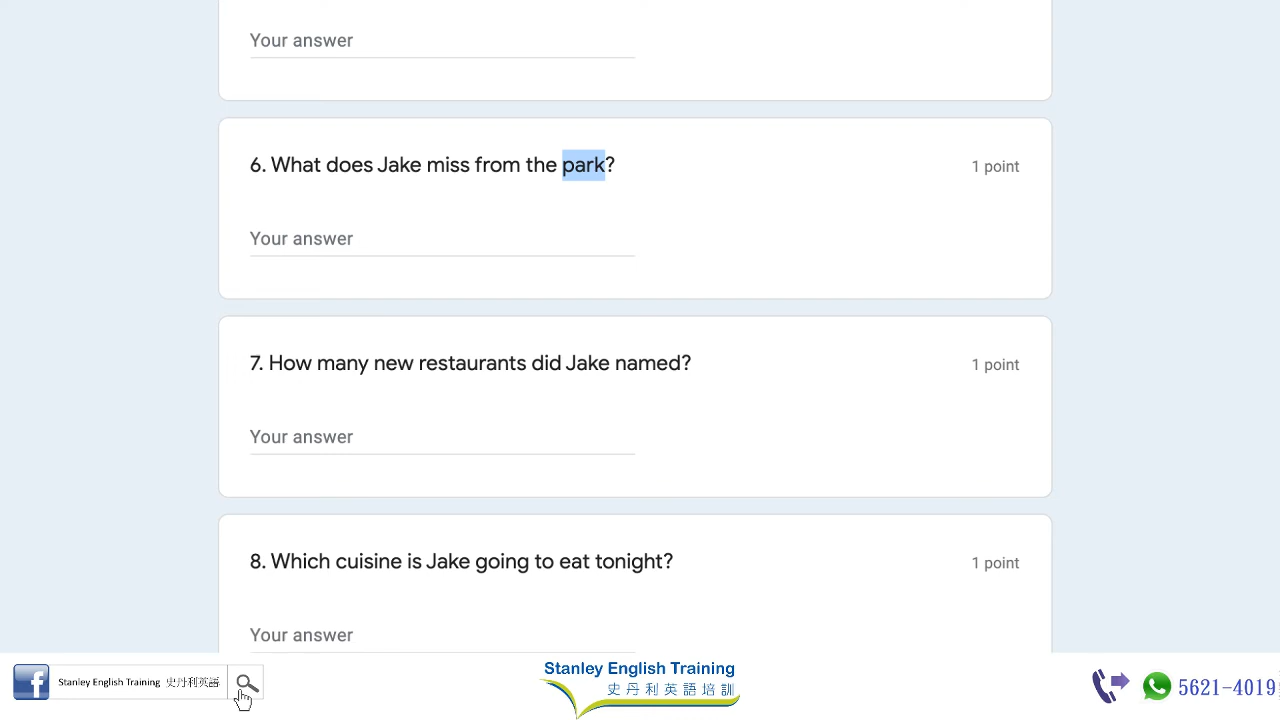 Your answer
6. What does Jake miss from the park?
1 point
Your answer
7. How many new restaurants did Jake named?
1 point
Your answer
8. Which cuisine is Jake going to eat tonight?
1 point
Your answer
Stanley English Training 史丹利英語
Stanley English Training
史丹利英語培訓
5621-4019